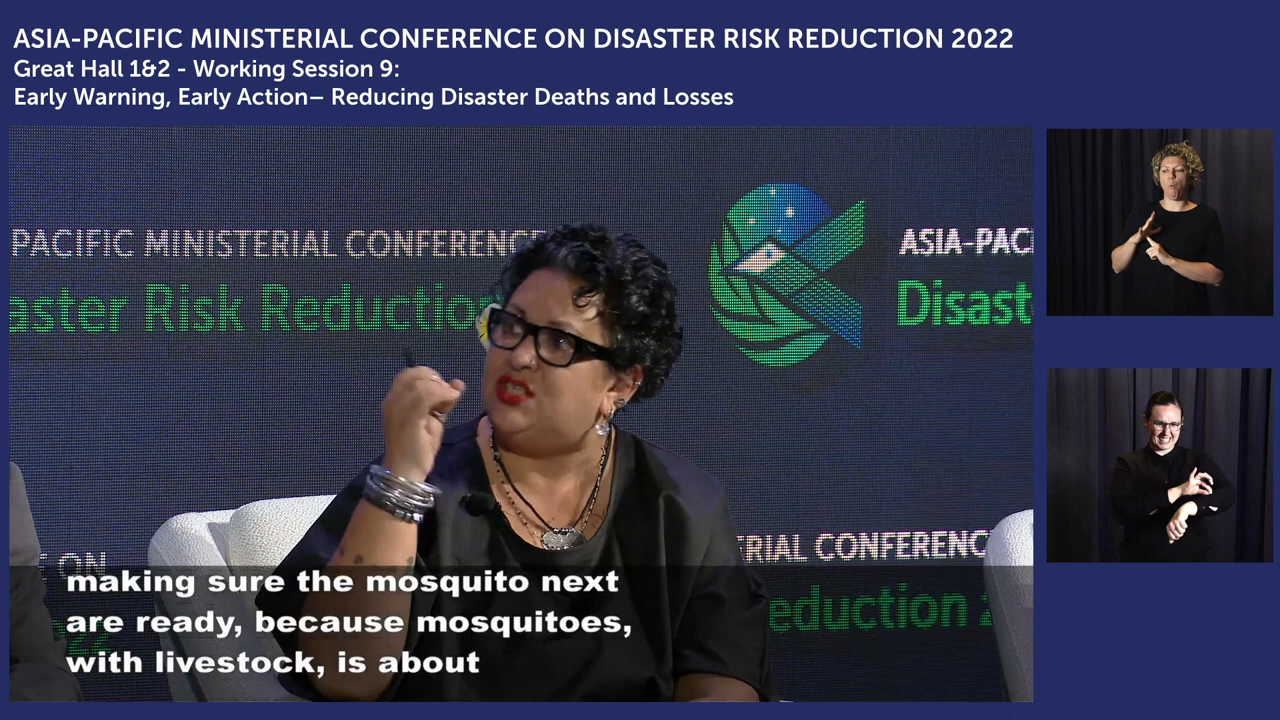 ASIA-PACIFIC MINISTERIAL CONFERENCE ON DISASTER RISK REDUCTION 2022
Great Hall 1&2 - Working Session 9:
Early Warning, Early Action– Reducing Disaster Deaths and Losses
PACIFIC MINISTERIAL CONFERENCE
aster Risk Reductio
ASIA-PAC
Disast
T ON
ERIAL CONFERENC
eduction
making sure the mosquito next
are ready, because mosquitoes,
with livestock, is about